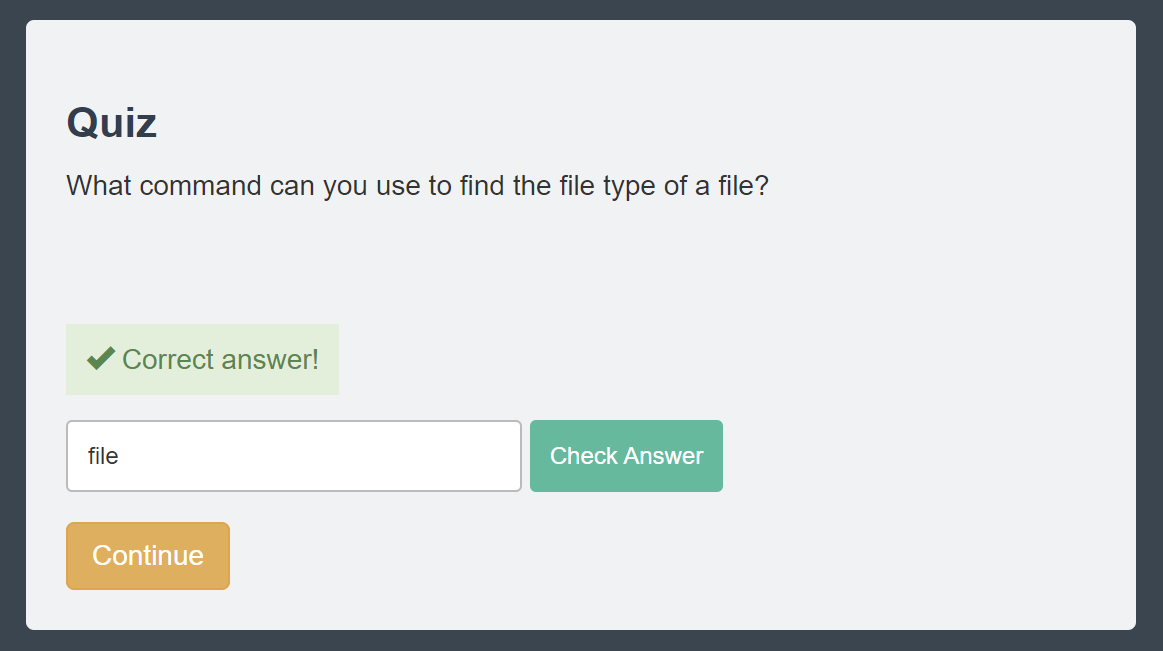 Quiz
What command can you use to find the file type of a file?
Correct answer!
file
Check Answer
Continue